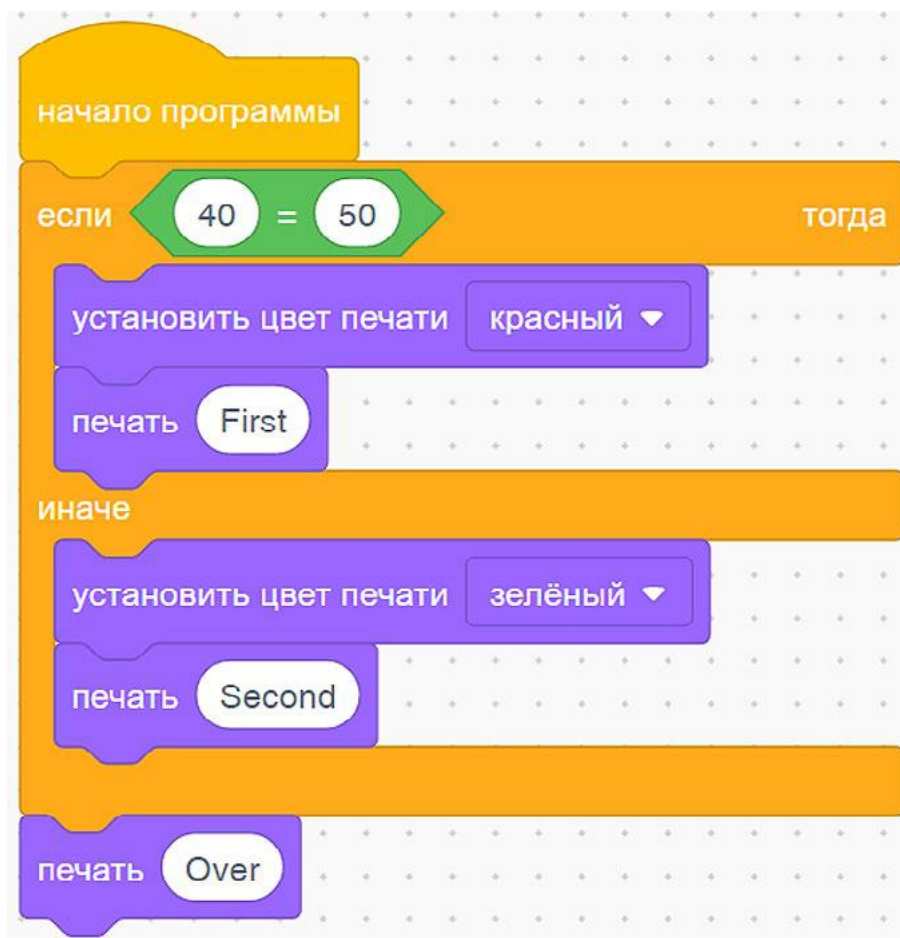 начало программы
если 40 = 50 тогда
установить цвет печати красный
печать First
иначе
установить цвет печати зелёный
печать Second
печать Over